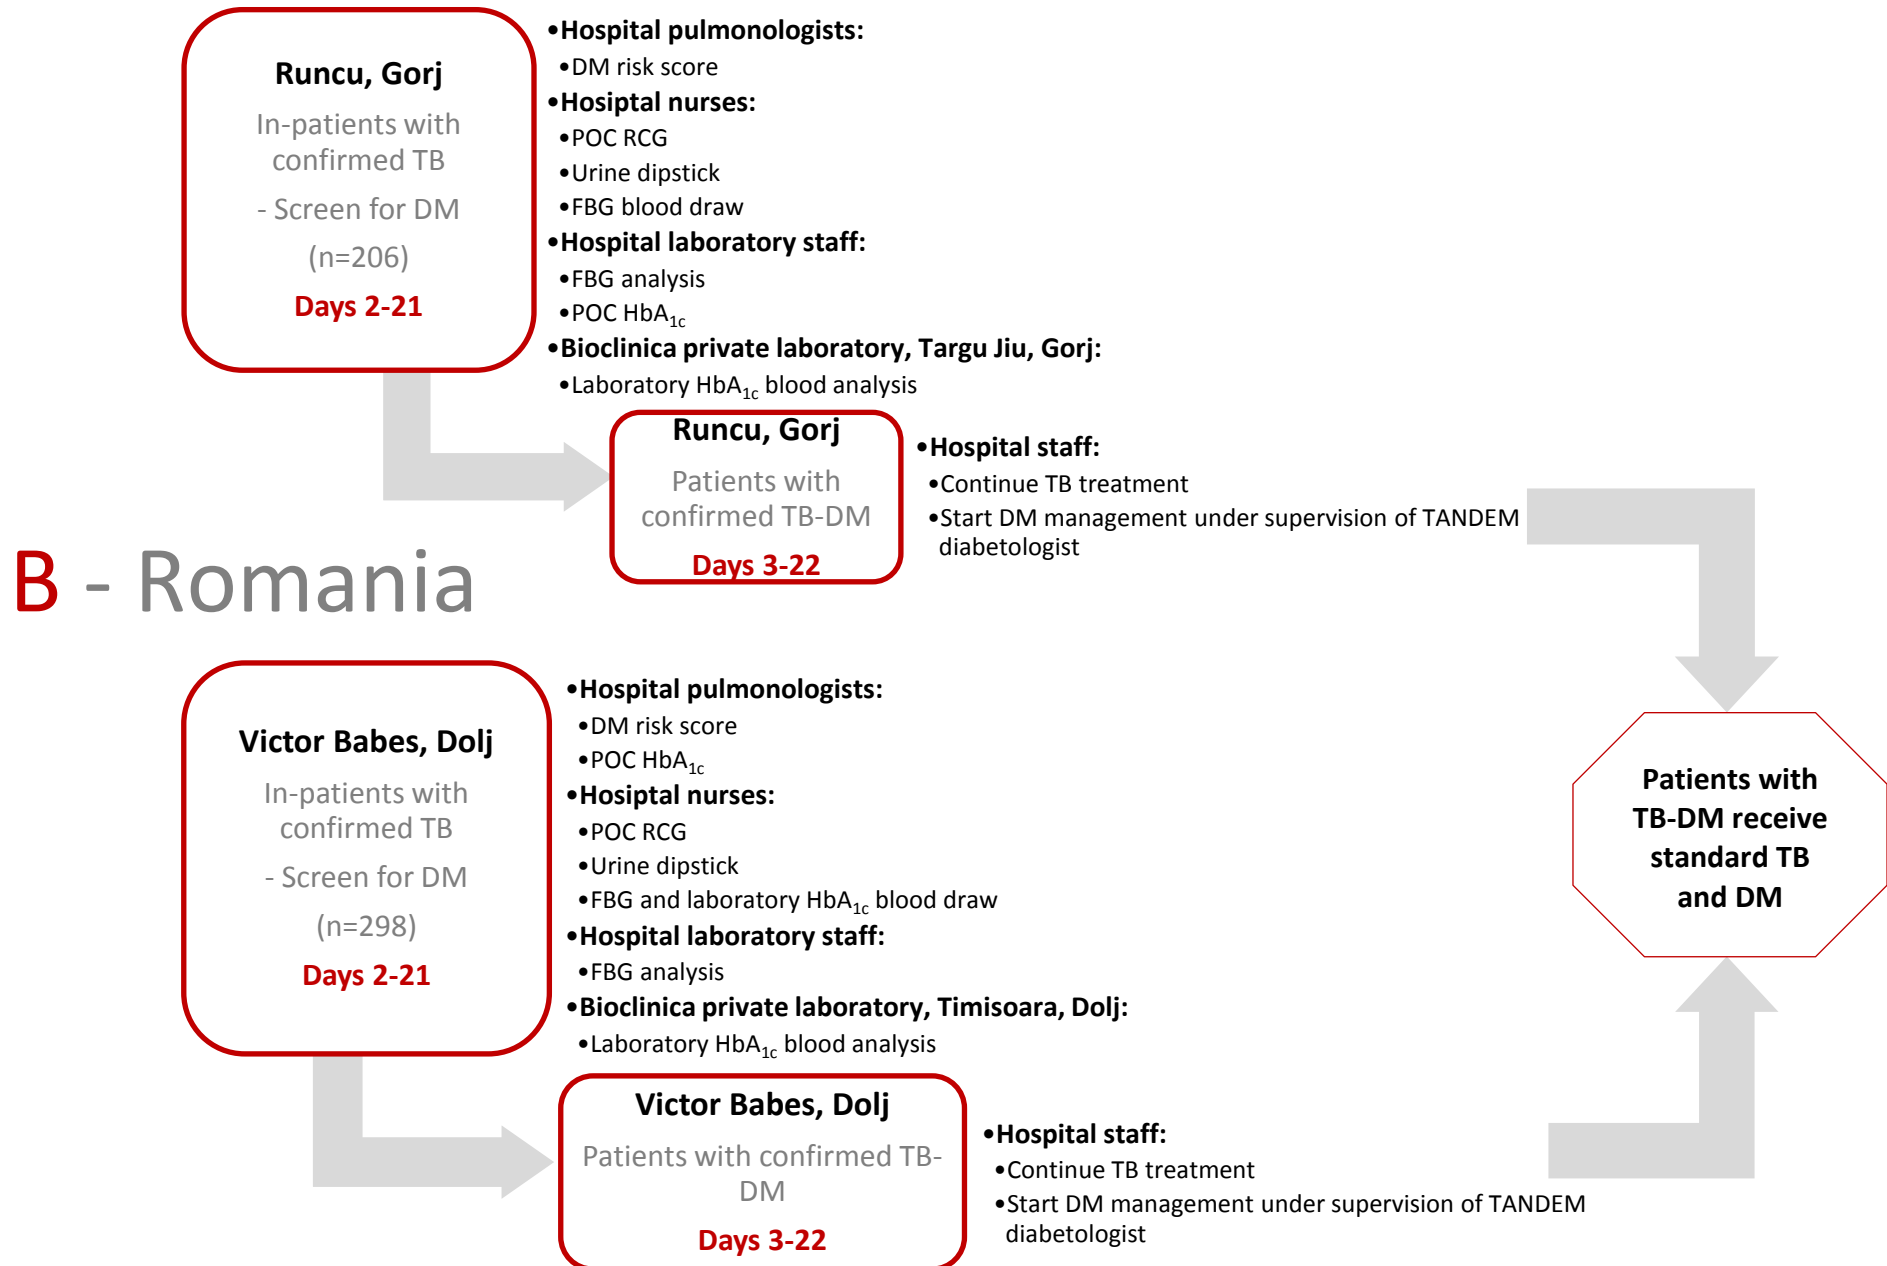 Runcu, Gorj
In-patients with
confirmed TB
- Screen for DM
(n=206)
Days 2-21
•Hospital pulmonologists:
•DM risk score
•Hosiptal nurses:
•POC RCG
•Urine dipstick
•FBG blood draw
•Hospital laboratory staff:
•FBG analysis
•POC HbA1c
•Bioclinica private laboratory, Targu Jiu, Gorj:
•Laboratory HbA1c blood analysis
Runcu, Gorj
Patients with
confirmed TB-DM
Days 3-22
•Hospital staff:
•Continue TB treatment
•Start DM management under supervision of TANDEM
diabetologist
B - Romania
Victor Babes, Dolj
In-patients with
confirmed TB
- Screen for DM
(n=298)
Days 2-21
•Hospital pulmonologists:
•DM risk score
•POC HbA1c
•Hosiptal nurses:
•POC RCG
•Urine dipstick
•FBG and laboratory HbA1c blood draw
•Hospital laboratory staff:
•FBG analysis
•Bioclinica private laboratory, Timisoara, Dolj:
•Laboratory HbA1c blood analysis
Victor Babes, Dolj
Patients with confirmed TB-
DM
Days 3-22
•Hospital staff:
•Continue TB treatment
•Start DM management under supervision of TANDEM
diabetologist
Patients with
TB-DM receive
standard TB
and DM